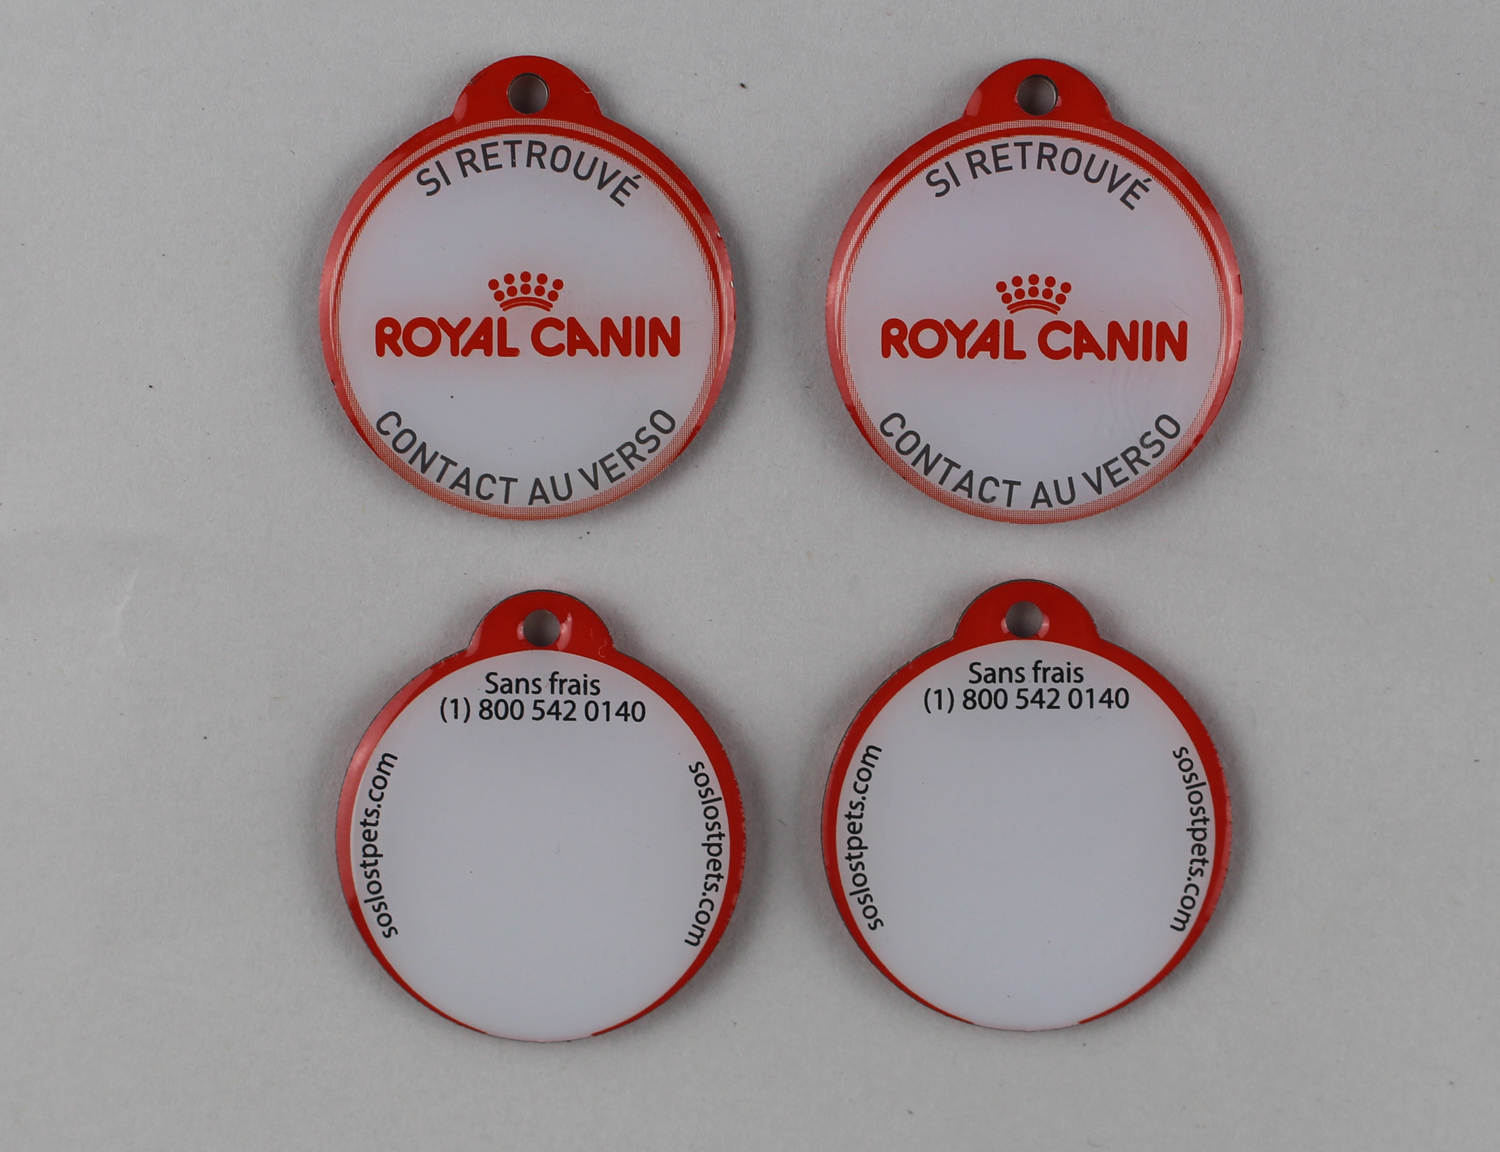 SI RETROUVÉ
ROYAL CANIN
CONTACT AU VERSO
SI RETROUVÉ
ROYAL CANIN
CONTACT AU VERSO
Sans frais
(1) 800 542 0140
soslostpets.com
soslostpets.com
Sans frais
(1) 800 542 0140
soslostpets.com
soslostpets.com